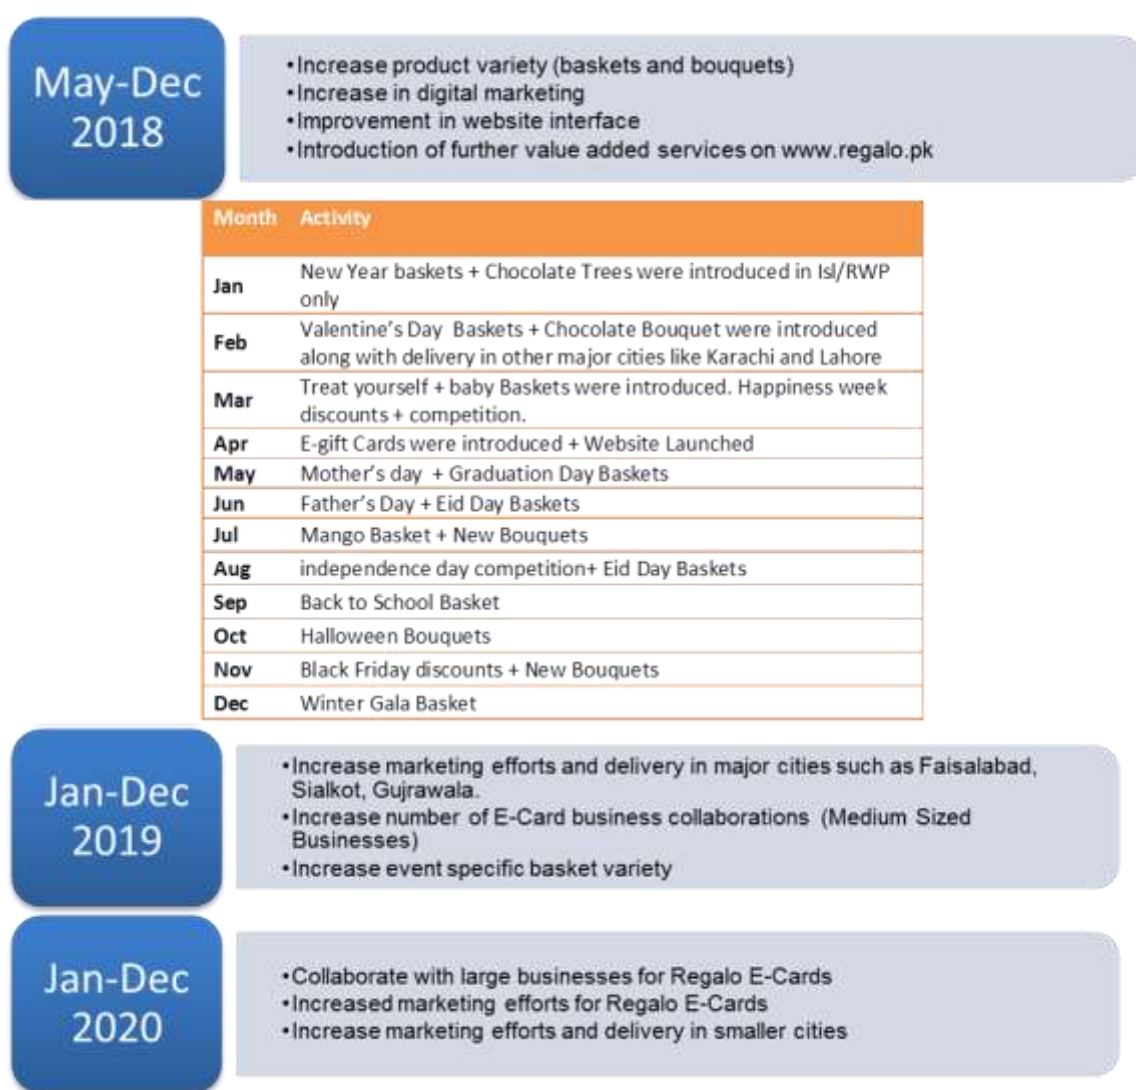 May-Dec
2018
•Increase product variety (baskets and bouquets)
•Increase in digital marketing
•Improvement in website interface
•Introduction of further value added services on www.regalo.pk
Month Activity
Jan New Year baskets + Chocolate Trees were introduced in Isl/RWP
only
Feb Valentine's Day Baskets + Chocolate Bouquet were introduced
along with delivery in other major cities like Karachi and Lahore
Mar Treat yourself + baby Baskets were introduced. Happiness week
discounts + competition.
Apr E-gift Cards were introduced + Website Launched
May Mother's day + Graduation Day Baskets
Jun Father's Day + Eid Day Baskets
Jul Mango Basket + New Bouquets
Aug independence day competition+ Eid Day Baskets
Sep Back to School Basket
Oct Halloween Bouquets
Nov Black Friday discounts + New Bouquets
Dec Winter Gala Basket
Jan-Dec
2019
•Increase marketing efforts and delivery in major cities such as Faisalabad,
Sialkot, Gujrawala.
•Increase number of E-Card business collaborations (Medium Sized
Businesses)
•Increase event specific basket variety
Jan-Dec
2020
•Collaborate with large businesses for Regalo E-Cards
•Increased marketing efforts for Regalo E-Cards
•Increase marketing efforts and delivery in smaller cities